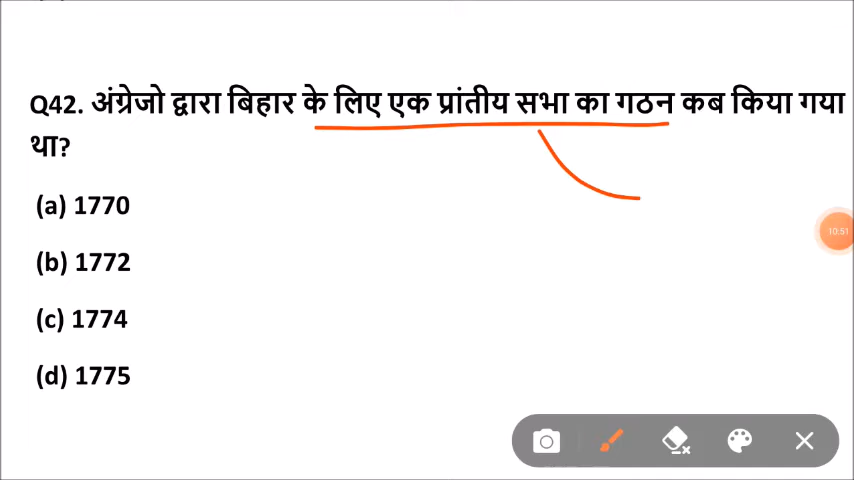 Q42. अंग्रेजो द्वारा बिहार के लिए एक प्रांतीय सभा का गठन कब किया गया
था?
(a) 1770
10:51
(b) 1772
(c) 1774
(d) 1775